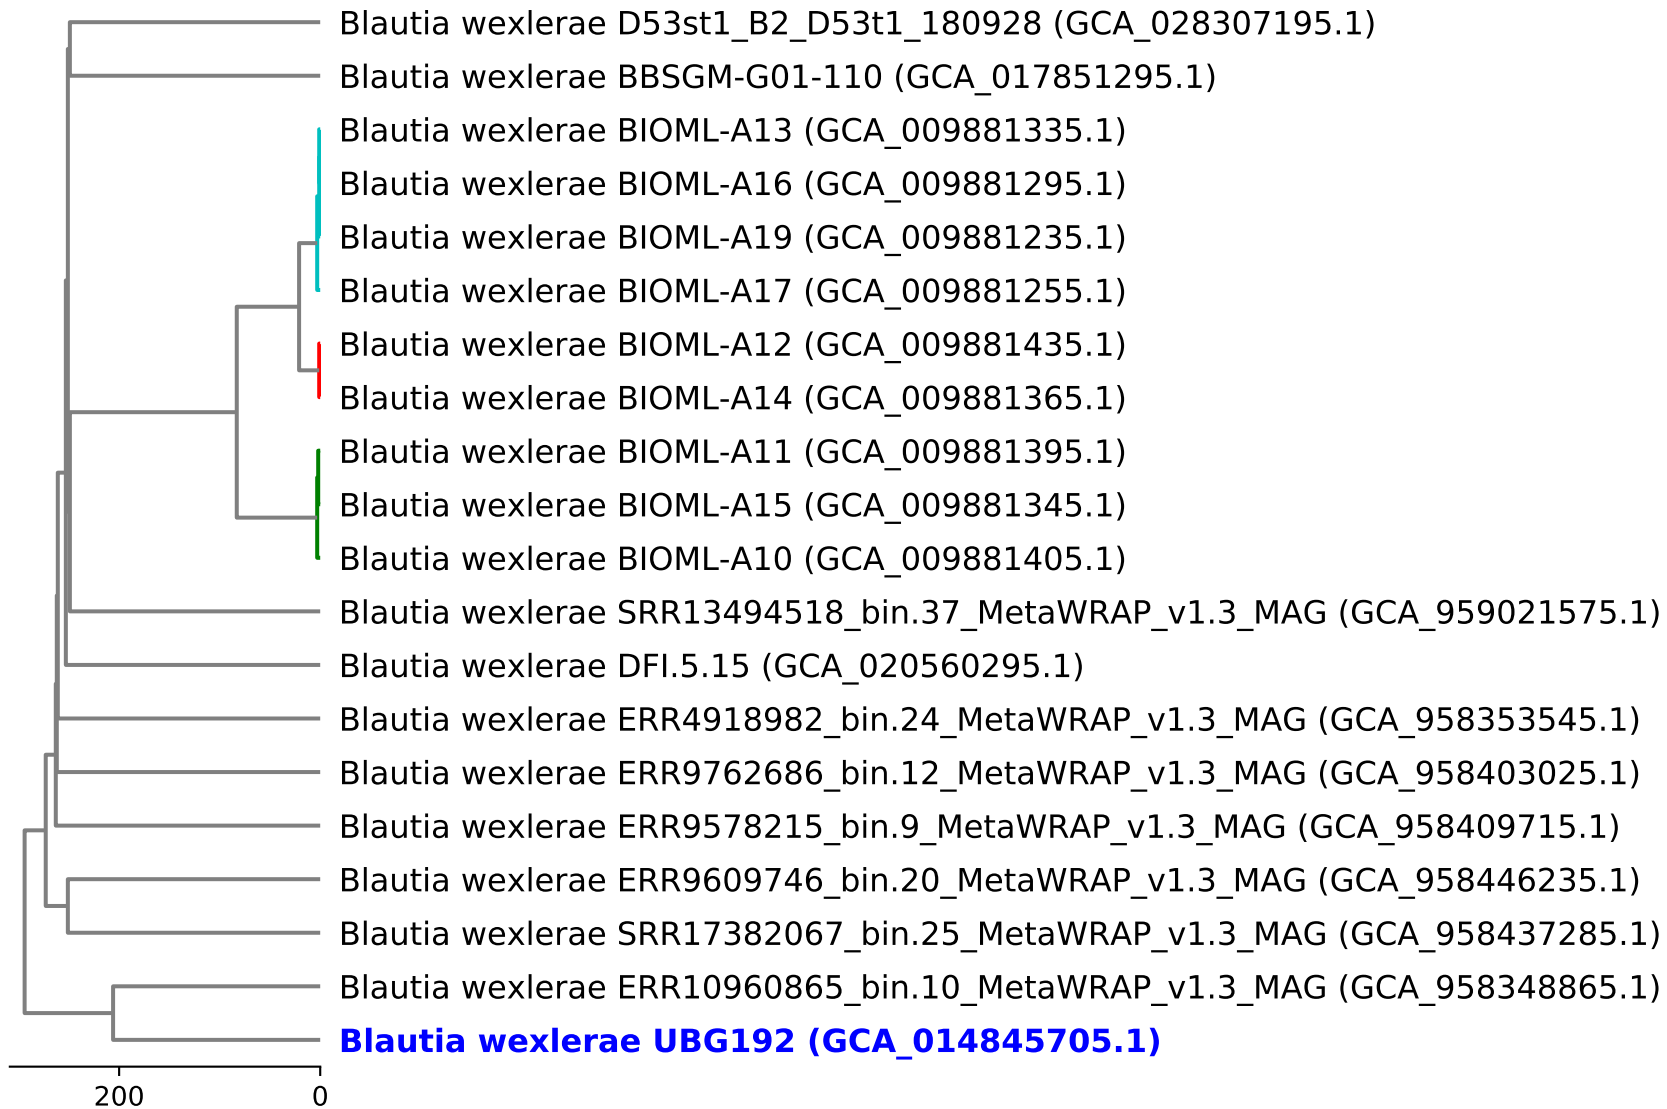 Blautia wexlerae D53st1_B2_D53t1_180928 (GCA_028307195.1)
Blautia wexlerae BBSGM-G01-110 (GCA_017851295.1)
Blautia wexlerae BIOML-A13 (GCA_009881335.1)
Blautia wexlerae BIOML-A16 (GCA_009881295.1)
Blautia wexlerae BIOML-A19 (GCA_009881235.1)
Blautia wexlerae BIOML-A17 (GCA_009881255.1)
Blautia wexlerae BIOML-A12 (GCA_009881435.1)
Blautia wexlerae BIOML-A14 (GCA_009881365.1)
Blautia wexlerae BIOML-A11 (GCA_009881395.1)
Blautia wexlerae BIOML-A15 (GCA_009881345.1)
Blautia wexlerae BIOML-A10 (GCA_009881405.1)
Blautia wexlerae SRR13494518_bin.37_MetaWRAP_v1.3_MAG (GCA_959021575.1)
Blautia wexlerae DFI.5.15 (GCA_020560295.1)
Blautia wexlerae ERR4918982_bin.24_MetaWRAP_v1.3_MAG (GCA_958353545.1)
Blautia wexlerae ERR9762686_bin.12_MetaWRAP_v1.3_MAG (GCA_958403025.1)
Blautia wexlerae ERR9578215_bin.9_MetaWRAP_v1.3_MAG (GCA_958409715.1)
Blautia wexlerae ERR9609746_bin.20_MetaWRAP_v1.3_MAG (GCA_958446235.1)
Blautia wexlerae SRR17382067_bin.25_MetaWRAP_v1.3_MAG (GCA_958437285.1)
Blautia wexlerae ERR10960865_bin.10_MetaWRAP_v1.3_MAG (GCA_958348865.1)
Blautia wexlerae UBG192 (GCA_014845705.1)
200 0